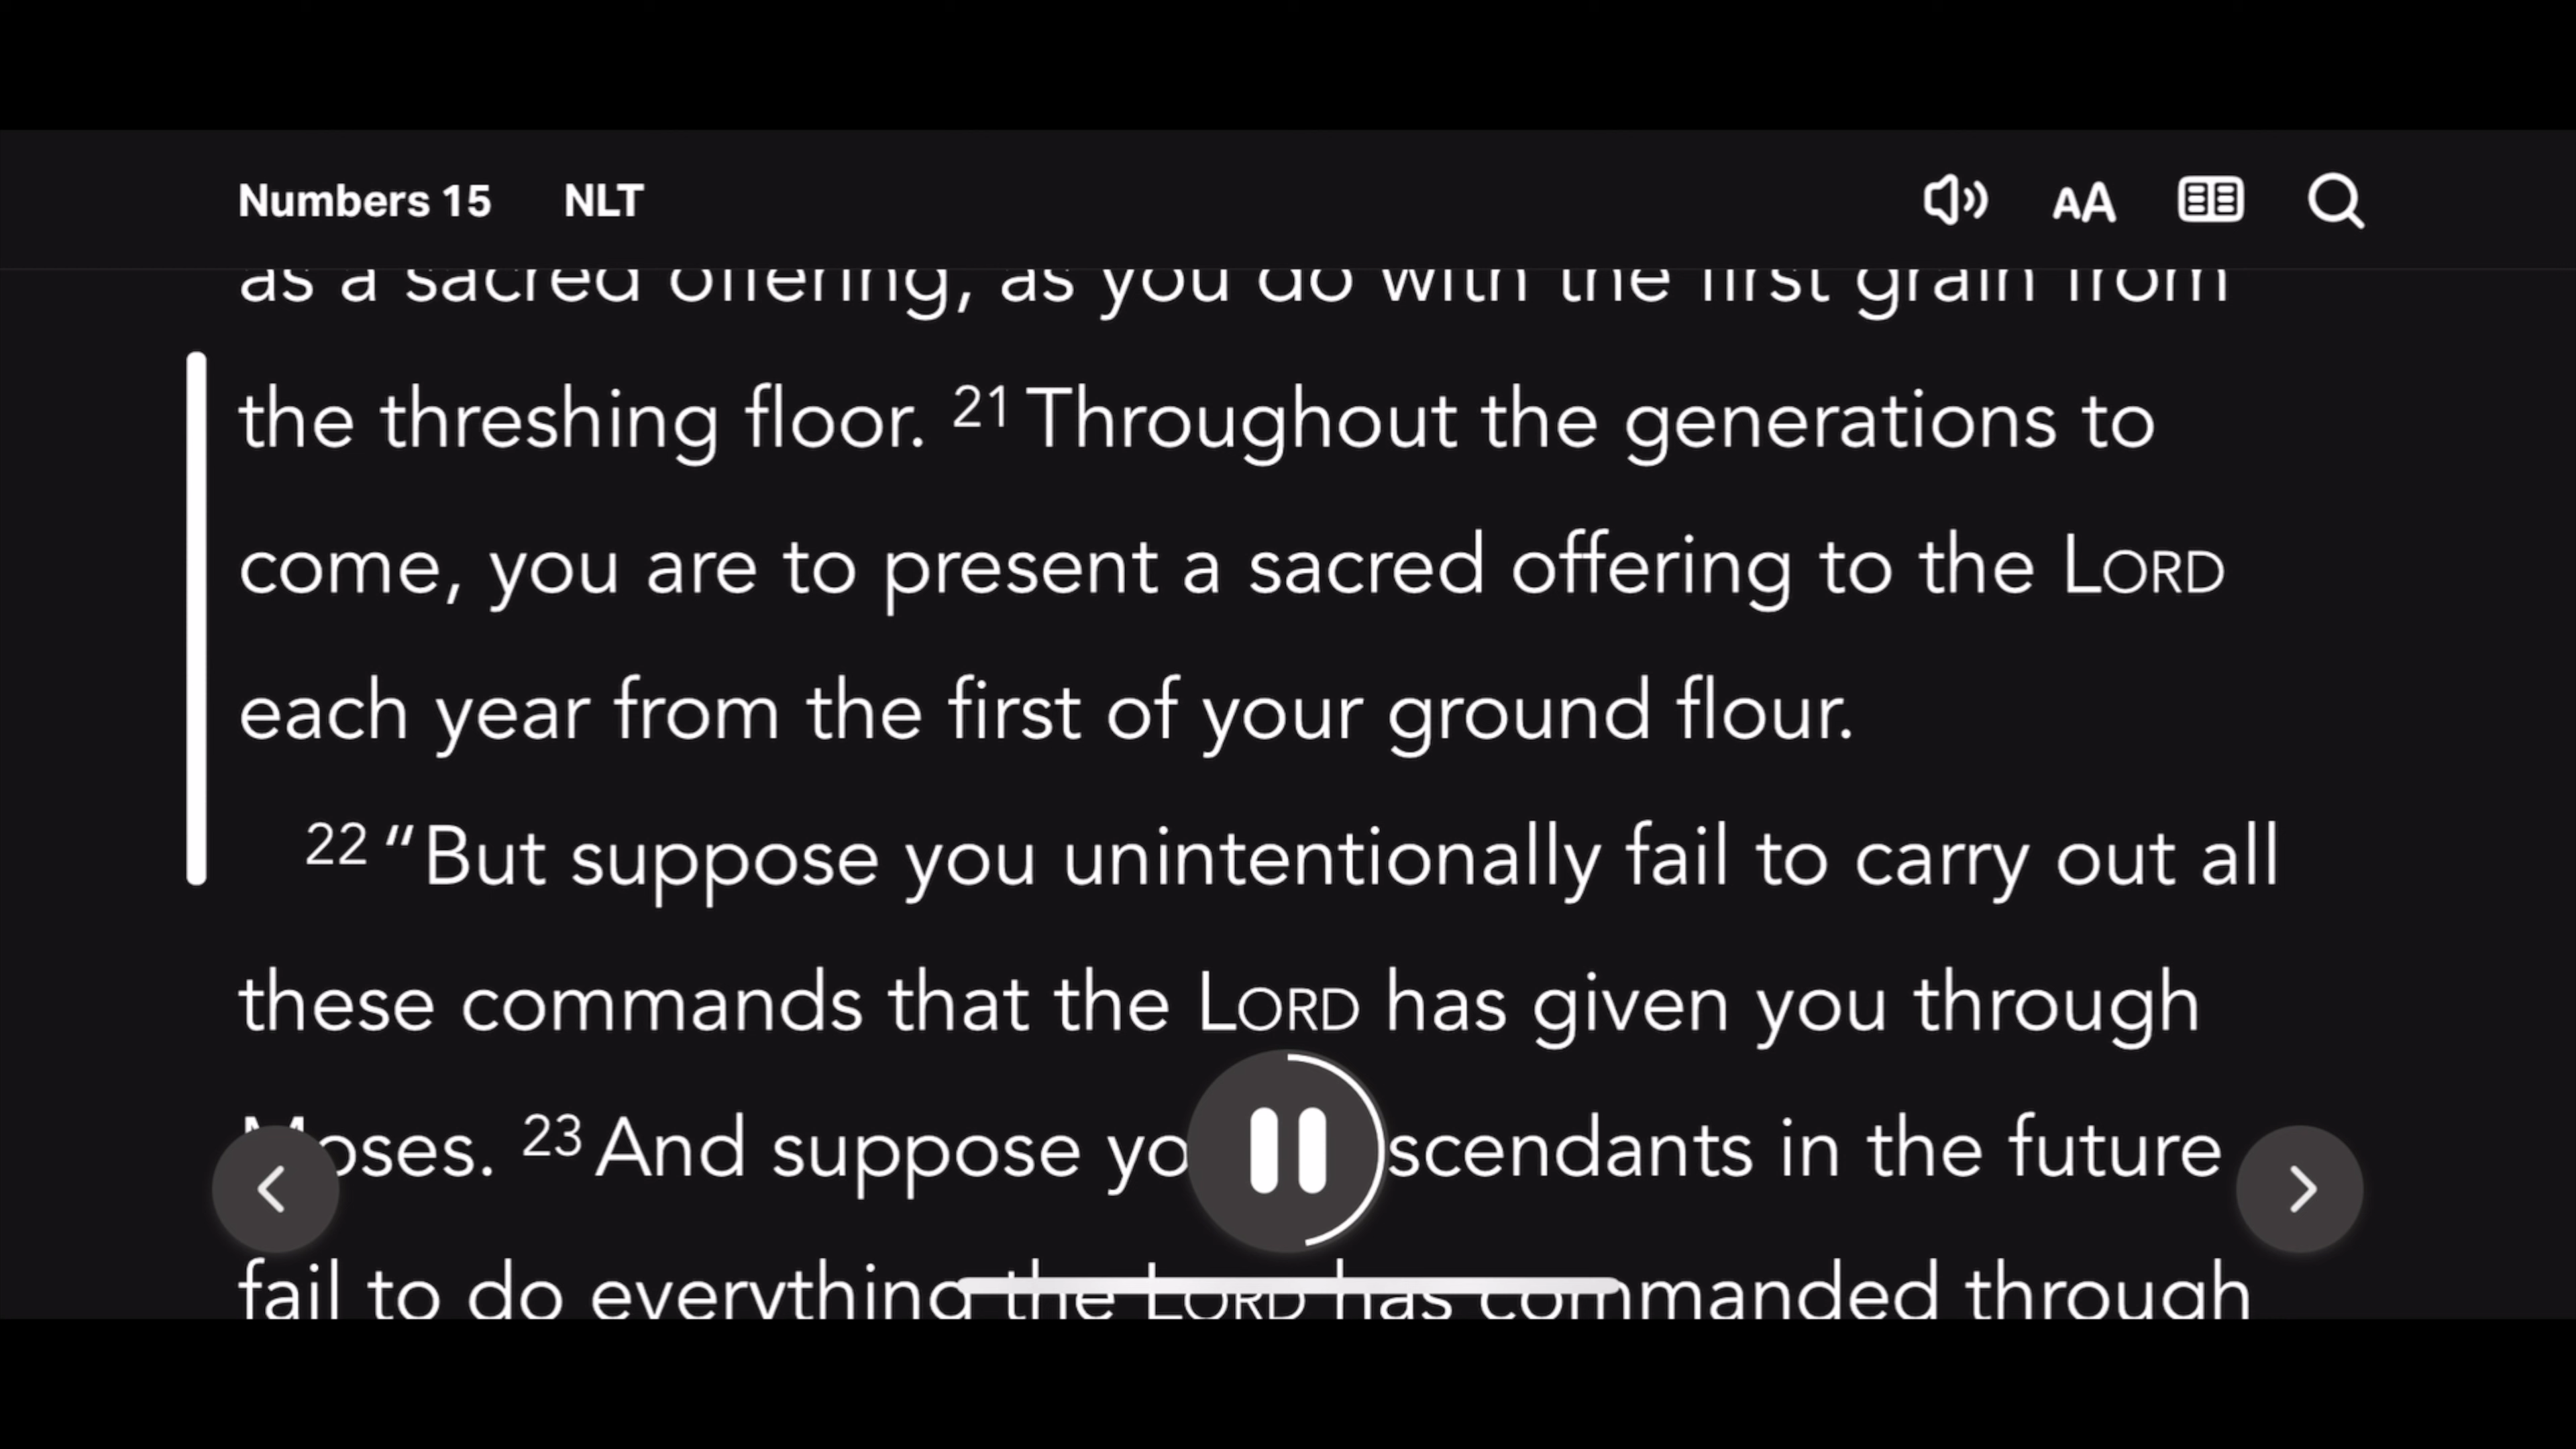 Numbers 15 NLT
AA
as a sacred offering, as you do with the first grain from
the threshing floor. 21 Throughout the generations to
come, you are to present a sacred offering to the LORD
each year from the first of your ground flour.
22 “But suppose you unintentionally fail to carry out all
these commands that the LORD has given you through
Moses. 23 And suppose yo scendants in the future
fail to do everything the LORD has commanded through